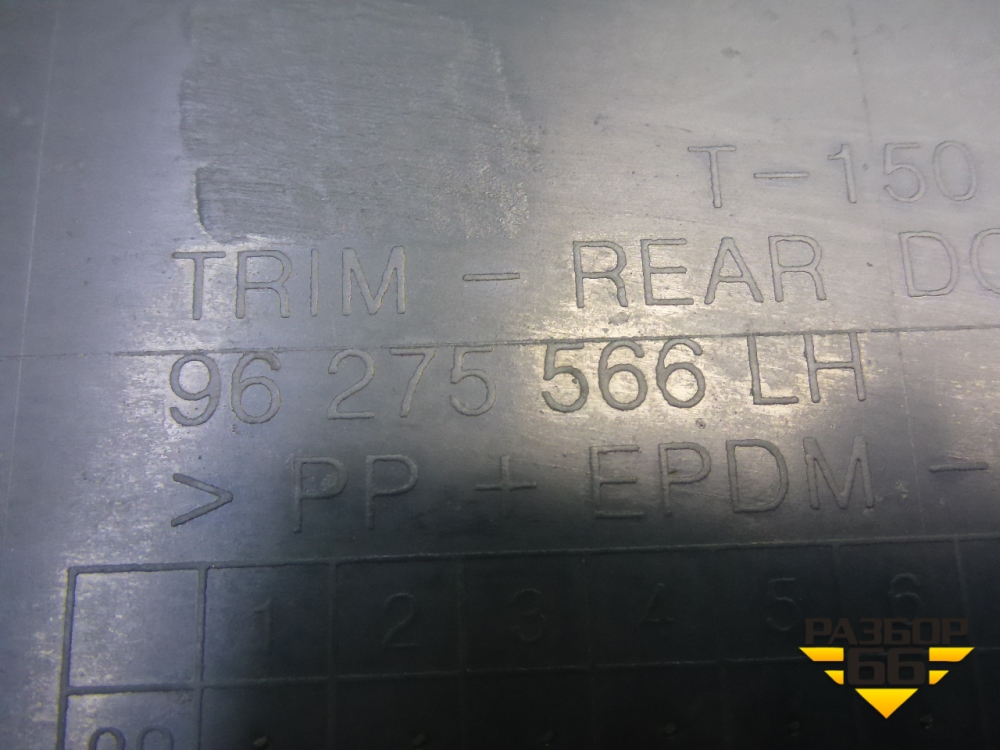 T-150
TRIM - REAR DO
96 275 566 LH
> PP + EPDM -
1 2 3 4 5 6
РАЗБОР
66